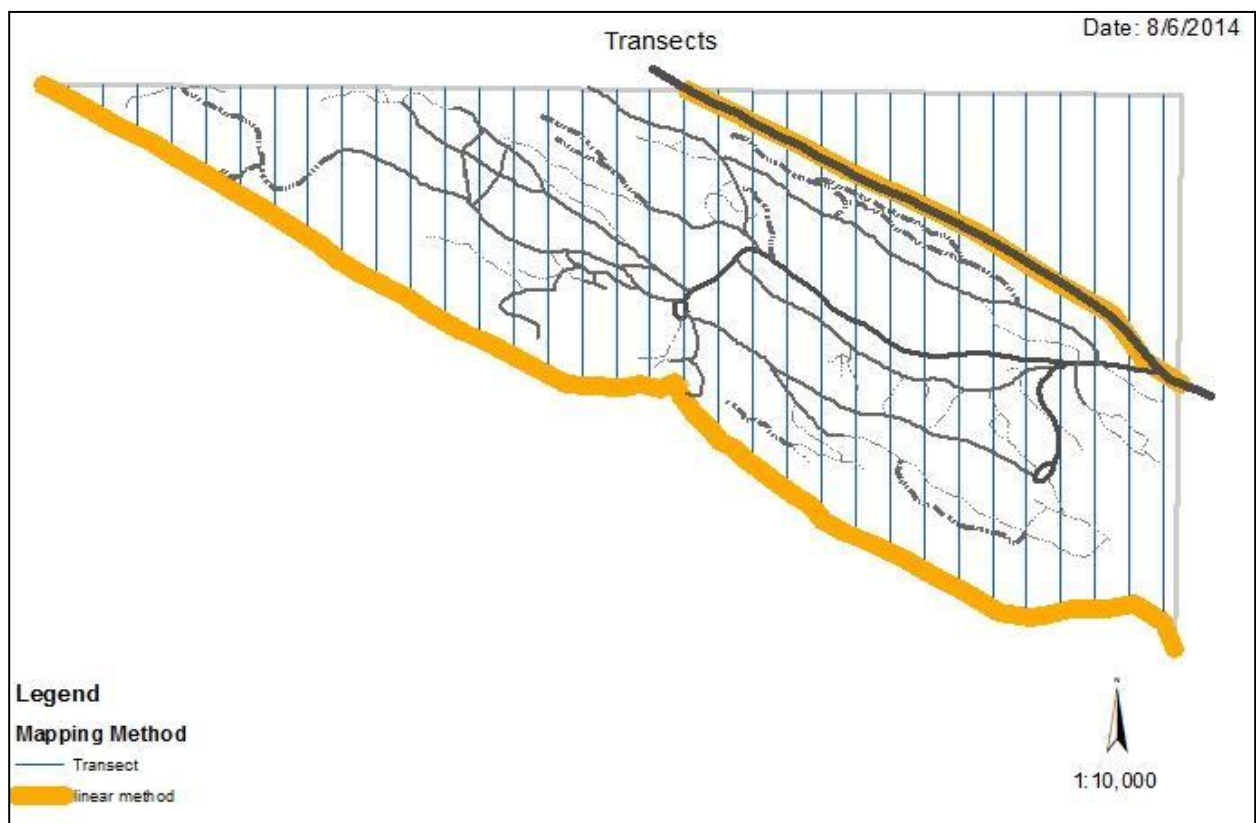 Date: 8/6/2014
Transects
Legend
Mapping Method
Transect
linear method
N
1:10,000